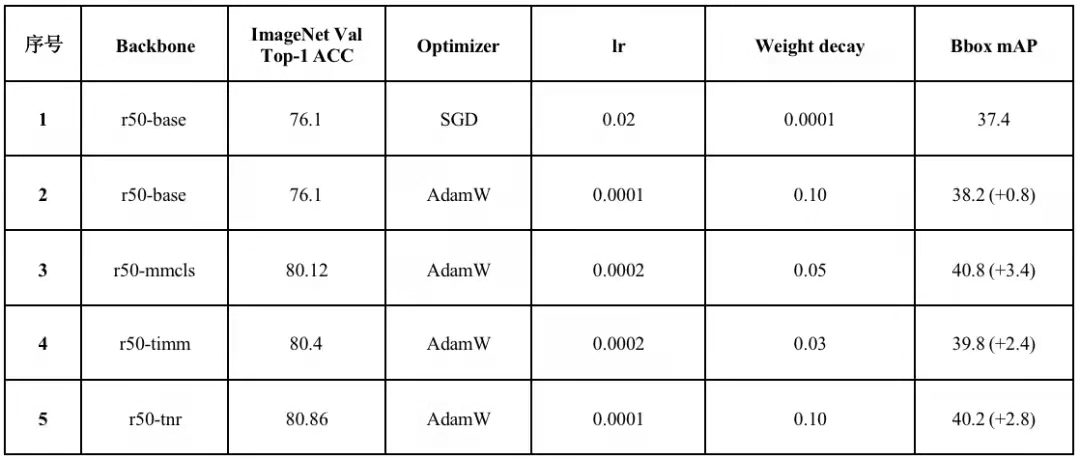 序号 Backbone ImageNet Val Top-1 ACC Optimizer lr Weight decay Bbox mAP
1 r50-base 76.1 SGD 0.02 0.0001 37.4
2 r50-base 76.1 AdamW 0.0001 0.10 38.2 (+0.8)
3 r50-mmcls 80.12 AdamW 0.0002 0.05 40.8 (+3.4)
4 r50-timm 80.4 AdamW 0.0002 0.03 39.8 (+2.4)
5 r50-tnr 80.86 AdamW 0.0001 0.10 40.2 (+2.8)